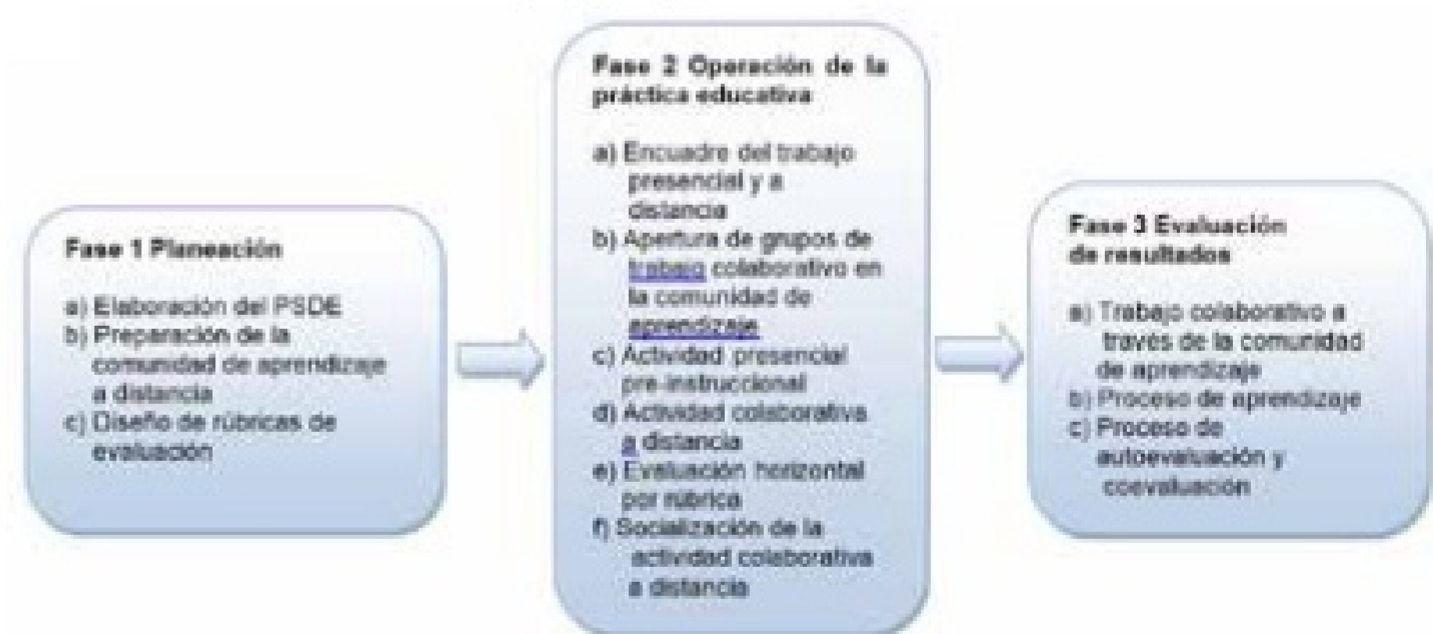 Fase 1 Planeación
a) Elaboración del PSDE
b) Preparación de la
comunidad de aprendizaje
a distancia
c) Diseño de rúbricas de
evaluación
Fase 2 Operación de la
práctica educativa
a) Encuadre del trabajo
presencial y a
distancia
b) Apertura de grupos de
trabajo colaborativo en
la comunidad de
aprendizaje
c) Actividad presencial
pre-instruccional
d) Actividad colaborativa
a distancia
e) Evaluación horizontal
por rúbrica
f) Socialización de la
actividad colaborativa
a distancia
Fase 3 Evaluación
de resultados
a) Trabajo colaborativo a
través de la comunidad
de aprendizaje
b) Proceso de aprendizaje
c) Proceso de
autoevaluación y
coevaluación